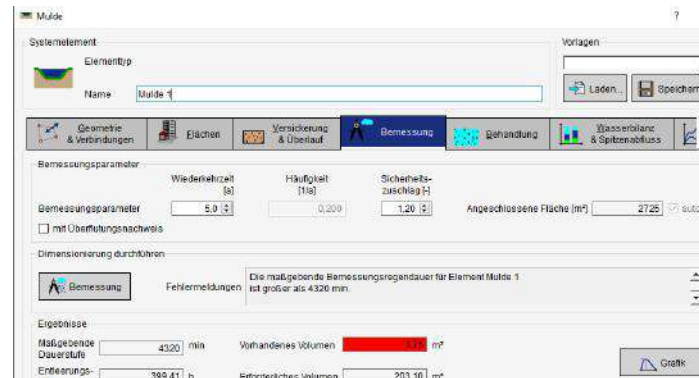 Mulde
?
Systemelement
Vorlagen
Elementtyp
Name
Mulde 1
Laden...
Speichern
Geometrie & Verbindungen
Flächen
Versickerung & Überlauf
Bemessung
Behandlung
Wasserbilanz & Spitzenabfluss
Bemessungsparameter
Wiederkehrzeit [a]
Häufigkeit [1/a]
Sicherheits-zuschlag [-]
Bemessungsparameter
5,0
0,200
1,20
Angeschlossene Fläche [m²]
2725
mit Überflutungsnachweis
Dimensionierung durchführen
Bemessung
Fehlermeldungen
Die maßgebende Bemessungsregendauer für Element Mulde 1
ist größer als 4320 min.
Ergebnisse
Maßgebende Dauerstufe
4320 min
Vorhandenes Volumen
m³
Grafik
Entleerungs-
399,41 h
Erforderliches Volumen
203,18 m³